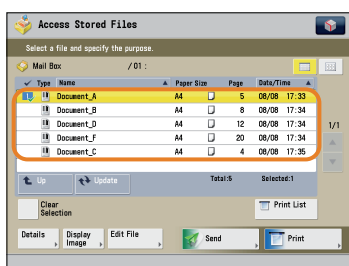 Access Stored Files
Select a file and specify the purpose.
Mail Box / 01 :
Type Name Paper Size Page Date/Time
Document_A A4 5 08/08 17:33
Document_B A4 8 08/08 17:34
Document_D A4 12 08/08 17:34
Document_F A4 20 08/08 17:34
Document_C A4 4 08/08 17:35
1/1
Up Update Total:5 Selected:1
Clear Selection Print List
Details Display Image Edit File Send Print